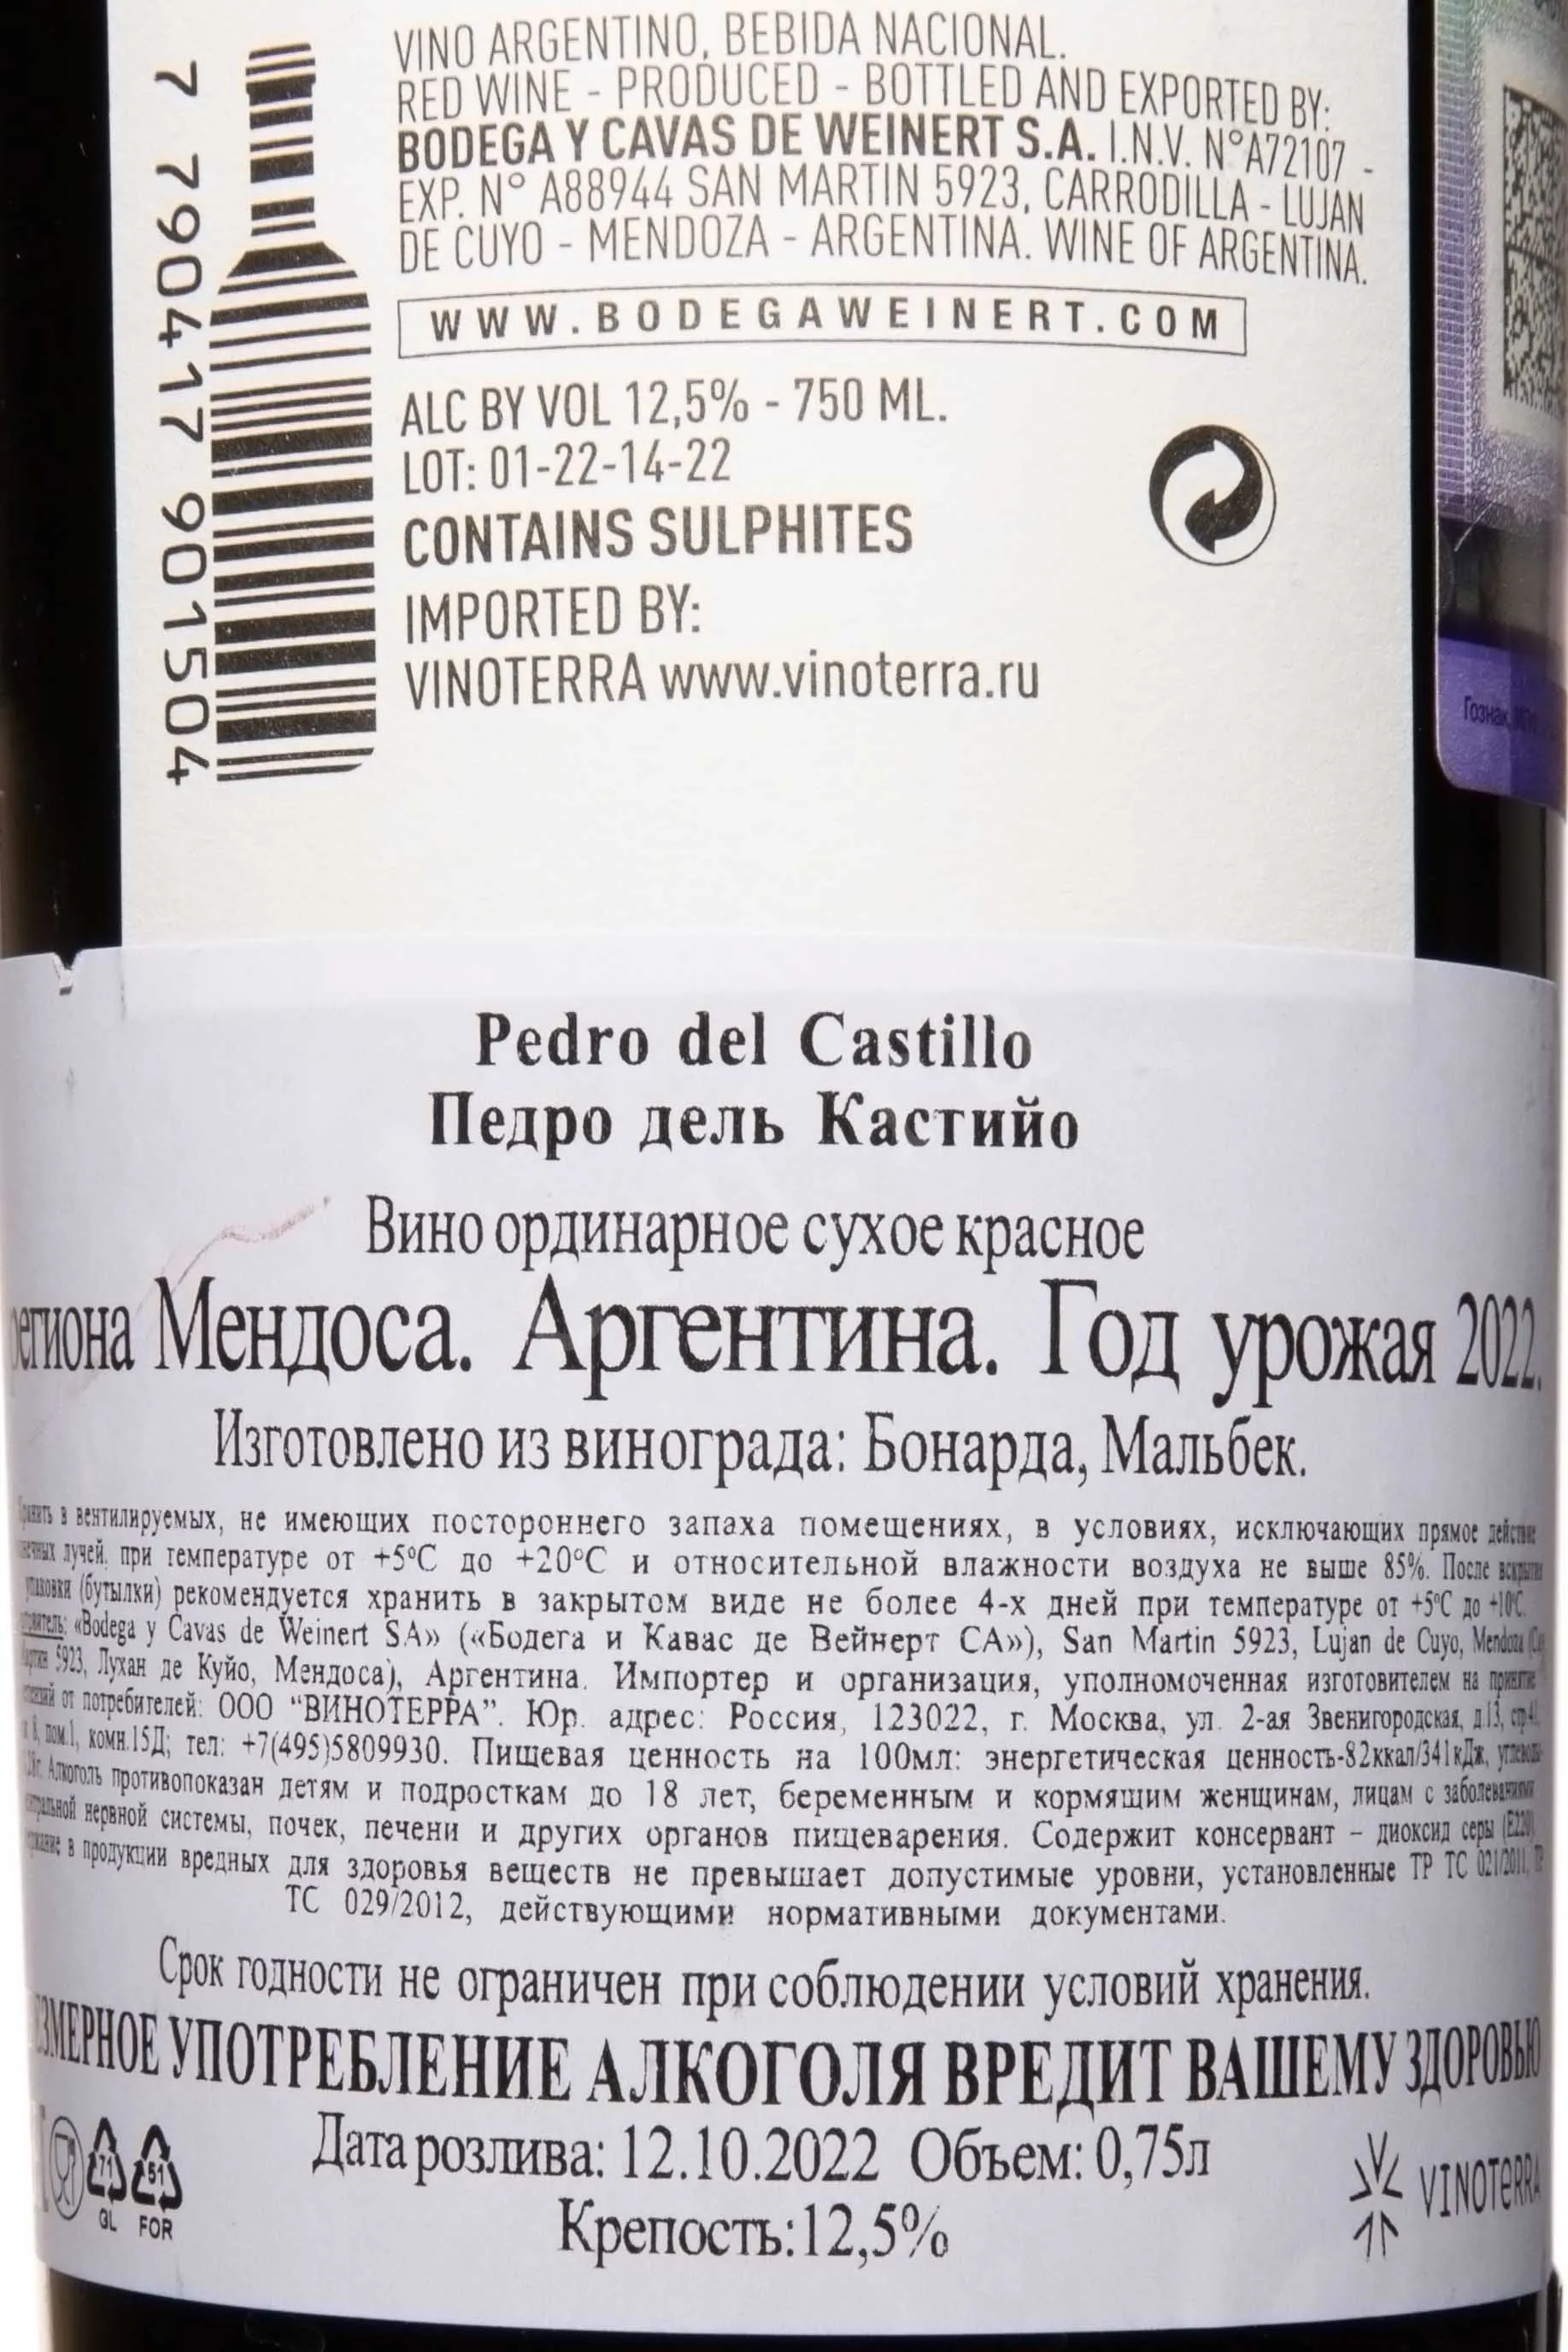 VINO ARGENTINO, BEBIDA NACIONAL.
RED WINE - PRODUCED - BOTTLED AND EXPORTED BY:
BODEGA Y CAVAS DE WEINERT S.A. I.N.V. N°A72107 -
EXP. N° A88944 SAN MARTIN 5923, CARRODILLA - LUJAN
DE CUYO - MENDOZA - ARGENTINA. WINE OF ARGENTINA.
WWW.BODEGAWEINERT.COM
ALC BY VOL 12,5% - 750 ML.
LOT: 01-22-14-22
CONTAINS SULPHITES
IMPORTED BY:
VINOTERRA www.vinoterra.ru
7 790417 901504
Гознак
Pedro del Castillo
Педро дель Кастийо
Вино ординарное сухое красное
Мендоса. Аргентина. Год урожая 2022.
Изготовлено из винограда: Бонарда, Мальбек.
в вентилируемых, не имеющих постороннего запаха помещениях, в условиях, исключающих прямое действие
лучей, при температуре от +5°C до +20°C и относительной влажности воздуха не выше 85%. После вскрытия
(бутылки) рекомендуется хранить в закрытом виде не более 4-х дней при температуре от +5°C до +10°C.
«Bodega y Cavas de Weinert SA» («Бодега и Кавас де Вейнерт СА»), San Martin 5923, Lujan de Cuyo, Mendoza
5923, Лухан де Куйо, Мендоса), Аргентина. Импортер и организация, уполномоченная изготовителем на принятие
от потребителей: ООО “ВИНОТЕРРА”. Юр. адрес: Россия, 123022, г. Москва, ул. 2-ая Звенигородская, д.13,
пом.1, комн.15Д; тел: +7(495)5809930. Пищевая ценность на 100мл: энергетическая ценность-82ккал/341кДж,
Алкоголь противопоказан детям и подросткам до 18 лет, беременным и кормящим женщинам, лицам с заболеваниями
нервной системы, почек, печени и других органов пищеварения. Содержит консервант – диоксид серы (E220).
в продукции вредных для здоровья веществ не превышает допустимые уровни, установленные ТР ТС 021/2011, ТР
ТС 029/2012, действующими нормативными документами.
Срок годности не ограничен при соблюдении условий хранения.
УПОТРЕБЛЕНИЕ АЛКОГОЛЯ ВРЕДИТ ВАШЕМУ ЗДОРОВЬЮ
Дата розлива: 12.10.2022 Объем: 0,75л
Крепость:12,5%
71
GL
51
FOR
VINOTERRA